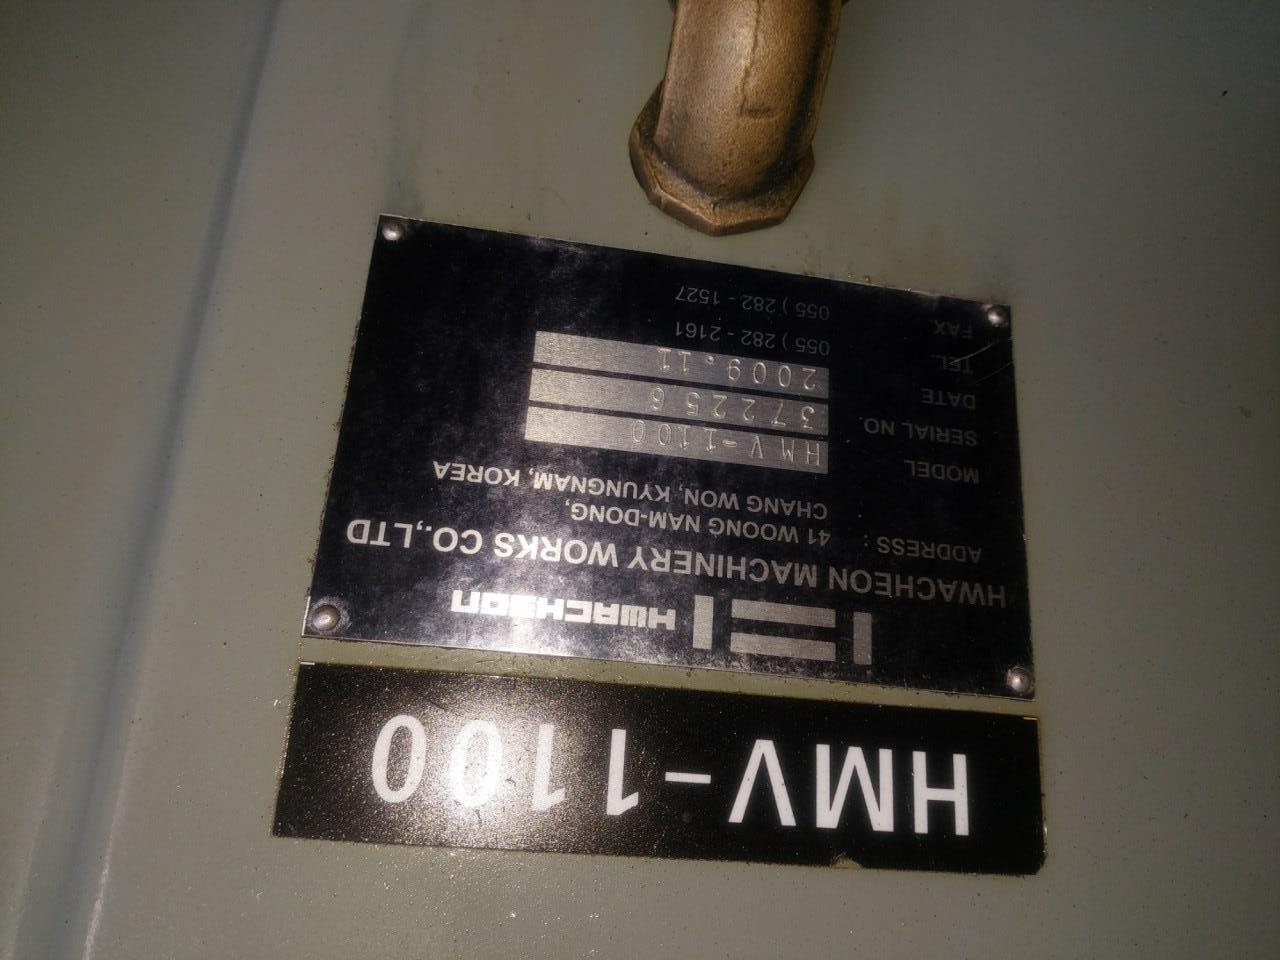 HMV-1100
HWACHEON
HWACHEON MACHINERY WORKS CO.,LTD
ADDRESS : 41 WOONG NAM-DONG,
CHANG WON, KYUNGNAM, KOREA
MODEL HMV-1100
SERIAL NO. 372256
DATE 2009.11
TEL. 055 ) 282 - 2161
FAX. 055 ) 282 - 1527